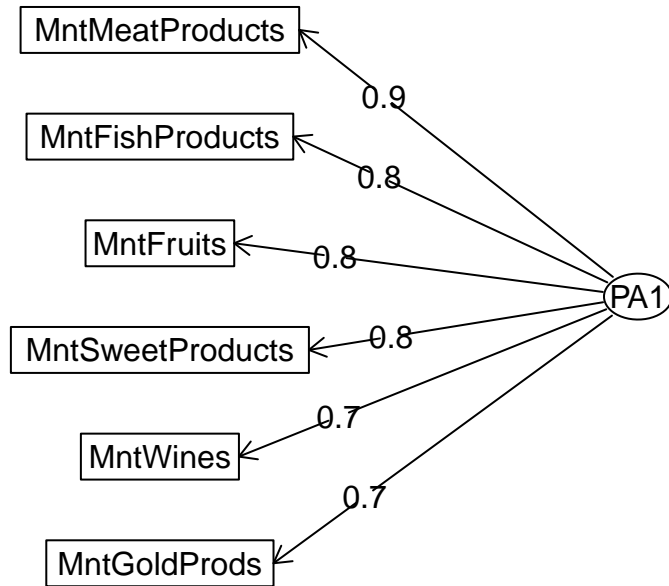 MntMeatProducts
0.9
MntFishProducts
0.8
MntFruits
0.8
PA1
MntSweetProducts
0.8
MntWines
0.7
MntGoldProds
0.7